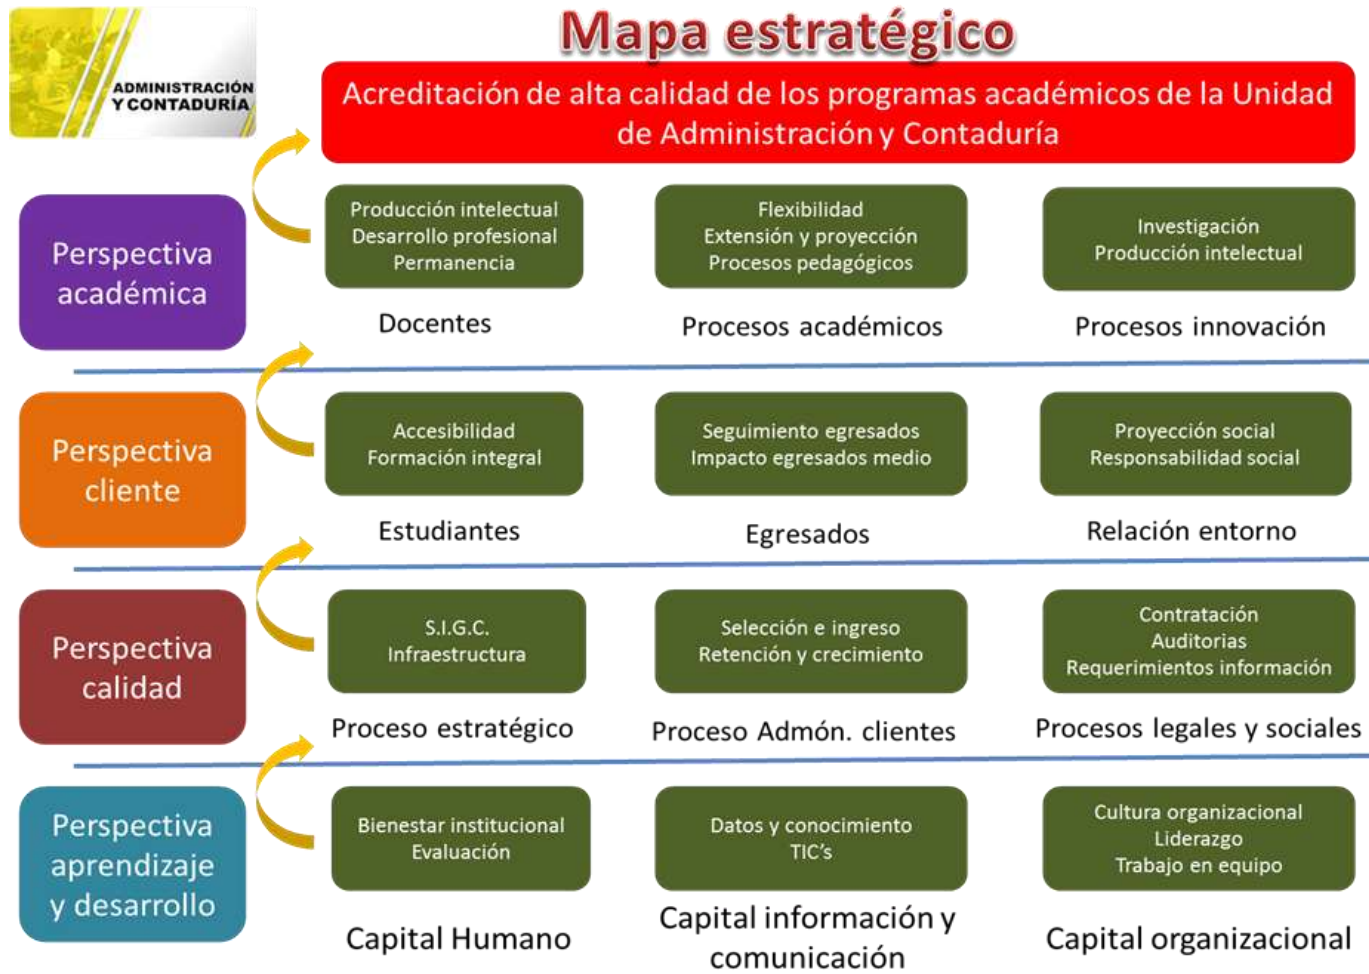 Mapa estratégico
ADMINISTRACIÓN
Y CONTADURÍA
Acreditación de alta calidad de los programas académicos de la Unidad
de Administración y Contaduría
Perspectiva
académica
Producción intelectual
Desarrollo profesional
Permanencia
Docentes
Flexibilidad
Extensión y proyección
Procesos pedagógicos
Procesos académicos
Investigación
Producción intelectual
Procesos innovación
Perspectiva
cliente
Accesibilidad
Formación integral
Estudiantes
Seguimiento egresados
Impacto egresados medio
Egresados
Proyección social
Responsabilidad social
Relación entorno
Perspectiva
calidad
S.I.G.C.
Infraestructura
Proceso estratégico
Selección e ingreso
Retención y crecimiento
Proceso Admón. clientes
Contratación
Auditorias
Requerimientos información
Procesos legales y sociales
Perspectiva
aprendizaje
y desarrollo
Bienestar institucional
Evaluación
Capital Humano
Datos y conocimiento
TIC's
Capital información y
comunicación
Cultura organizacional
Liderazgo
Trabajo en equipo
Capital organizacional